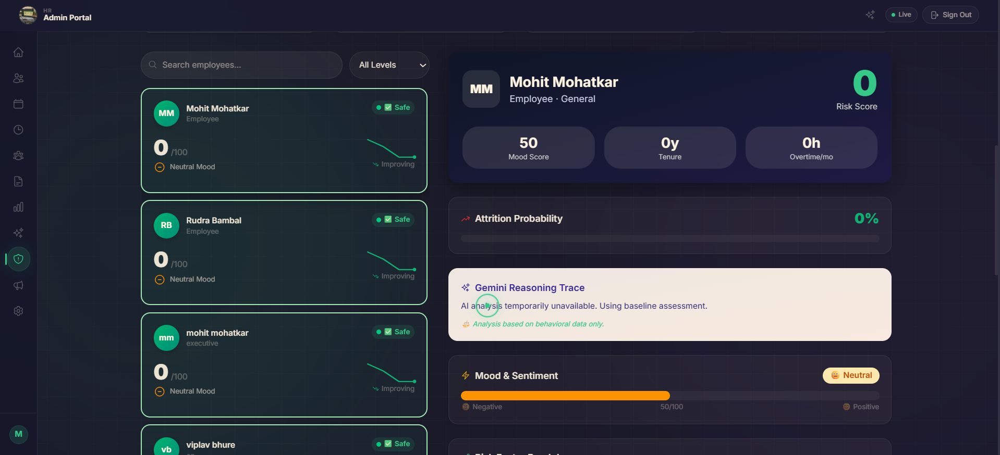 HR
Admin Portal
Live
Sign Out
Search employees...
All Levels
MM
Mohit Mohatkar
Employee
Safe
0 /100
Neutral Mood
Improving
RB
Rudra Bambal
Employee
Safe
0 /100
Neutral Mood
Improving
mm
mohit mohatkar
executive
Safe
0 /100
Neutral Mood
Improving
vb
viplav bhure
Safe
M
MM
Mohit Mohatkar
Employee · General
0
Risk Score
50
Mood Score
0y
Tenure
0h
Overtime/mo
Attrition Probability
0%
Gemini Reasoning Trace
AI analysis temporarily unavailable. Using baseline assessment.
Analysis based on behavioral data only.
Mood & Sentiment
Neutral
Negative
50/100
Positive